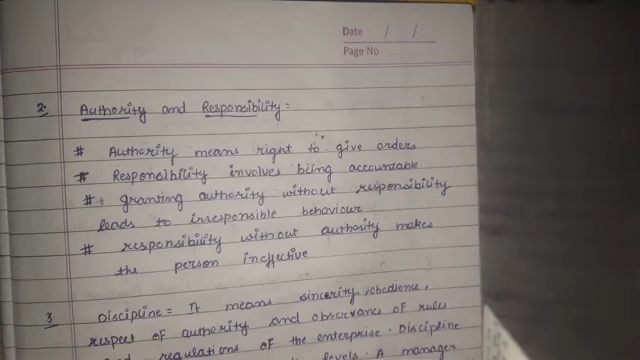 Date / /
Page No
2. Authority and Responsibility :
# Authority means right to give orders
# Responsibility involves being accountable
# granting authority without responsibility
leads to irresponsible behaviour
# responsibility without authority makes
the person ineffective
3 Discipline = It means sincerity, obedience,
respect of authority and observance of rules
and regulations of the enterprise. Discipline
levels. A manager